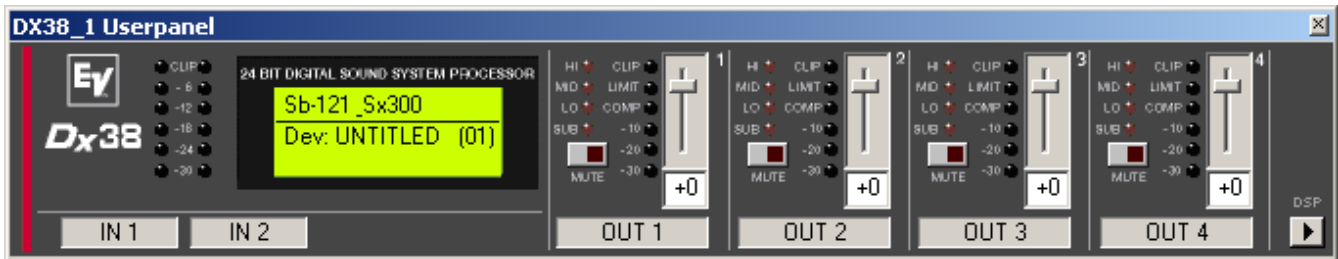 DX38_1 Userpanel
EV
Dx38
CLIP
- 6
-12
-18
-24
-30
24 BIT DIGITAL SOUND SYSTEM PROCESSOR
Sb-121_Sx300
Dev: UNTITLED (01)
IN 1
IN 2
HI CLIP 1
MID LIMIT
LO COMP
SUB -10
-20
MUTE -30
+0
OUT 1
HI CLIP 2
MID LIMIT
LO COMP
SUB -10
-20
MUTE -30
+0
OUT 2
HI CLIP 3
MID LIMIT
LO COMP
SUB -10
-20
MUTE -30
+0
OUT 3
HI CLIP 4
MID LIMIT
LO COMP
SUB -10
-20
MUTE -30
+0
OUT 4
DSP